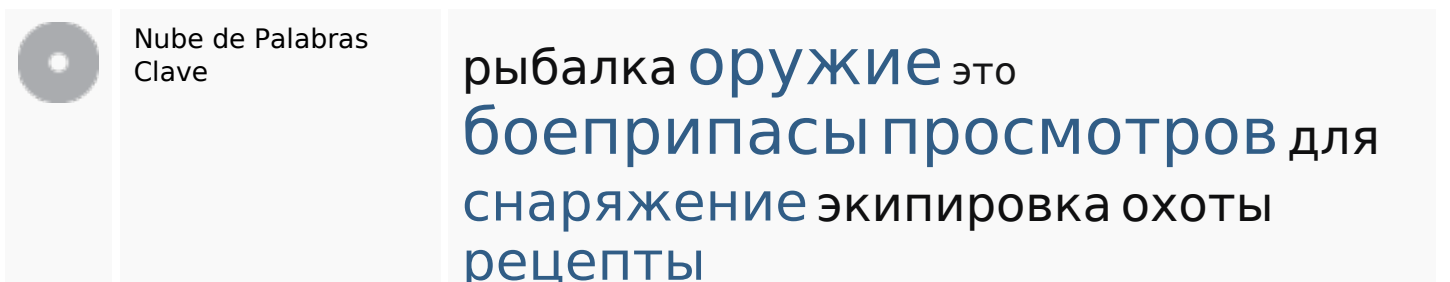 Nube de Palabras
Clave
рыбалка оружие это
боеприпасы просмотров для
снаряжение экипировка охоты
рецепты